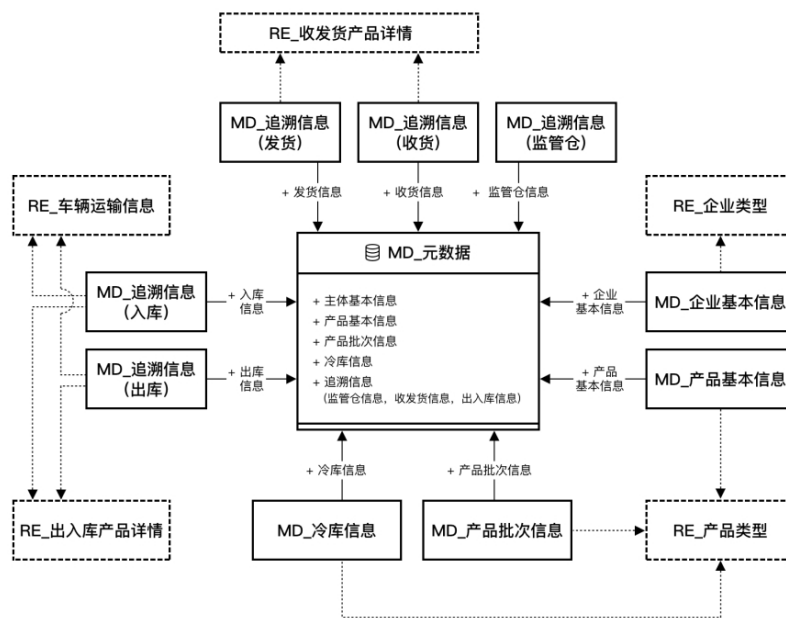 RE_收发货产品详情
MD_追溯信息
(发货)
MD_追溯信息
(收货)
MD_追溯信息
(监管仓)
+ 发货信息
+ 收货信息
+ 监管仓信息
RE_车辆运输信息
RE_企业类型
MD_元数据
MD_追溯信息
(入库)
+ 入库
信息
+ 主体基本信息
+ 产品基本信息
+ 产品批次信息
+ 冷库信息
+ 追溯信息
(监管仓信息，收发货信息，出入库信息)
+ 企业
基本信息
MD_企业基本信息
MD_追溯信息
(出库)
+ 出库
信息
+ 产品
基本信息
MD_产品基本信息
+ 冷库信息
+ 产品批次信息
RE_出入库产品详情
MD_冷库信息
MD_产品批次信息
RE_产品类型